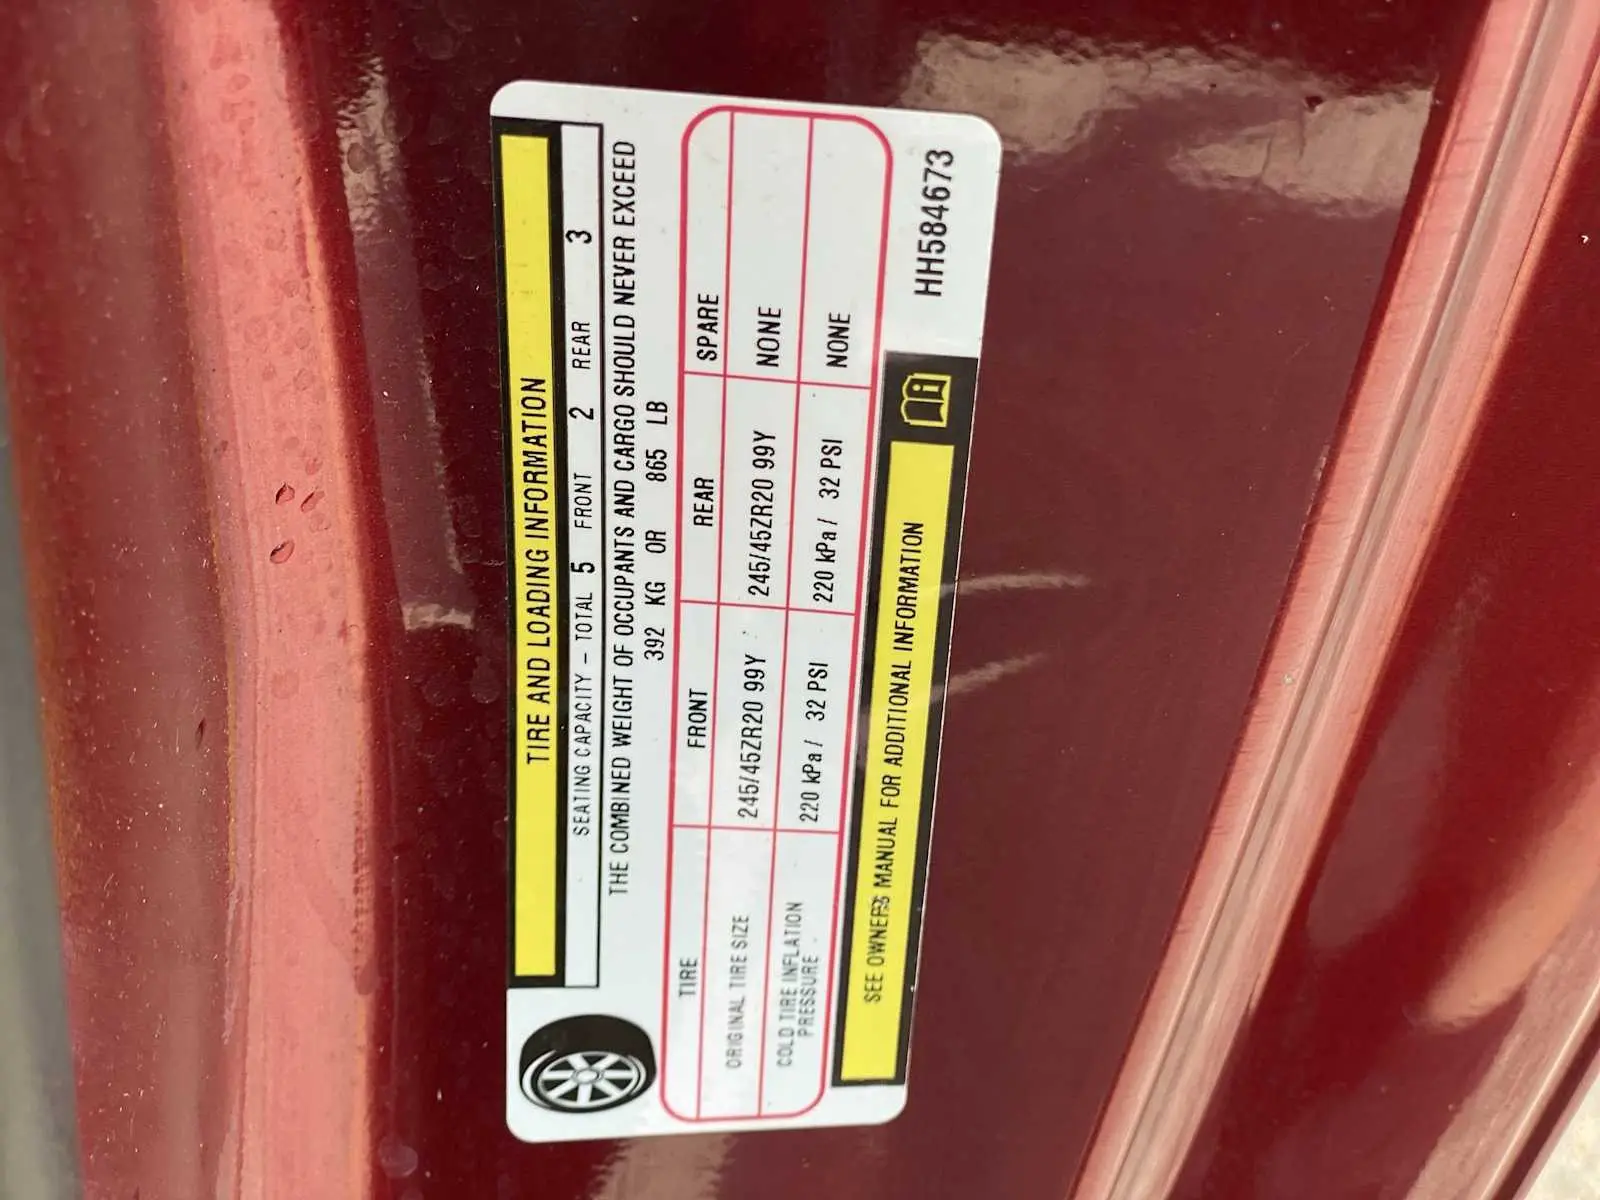 TIRE AND LOADING INFORMATION
SEATING CAPACITY - TOTAL 5 FRONT 2 REAR 3
THE COMBINED WEIGHT OF OCCUPANTS AND CARGO SHOULD NEVER EXCEED
392 KG OR 865 LB
TIRE FRONT REAR SPARE
ORIGINAL TIRE SIZE 245/45ZR20 99Y 245/45ZR20 99Y NONE
COLD TIRE INFLATION
PRESSURE 220 kPa / 32 PSI 220 kPa / 32 PSI NONE
SEE OWNERS MANUAL FOR ADDITIONAL INFORMATION
HH584673